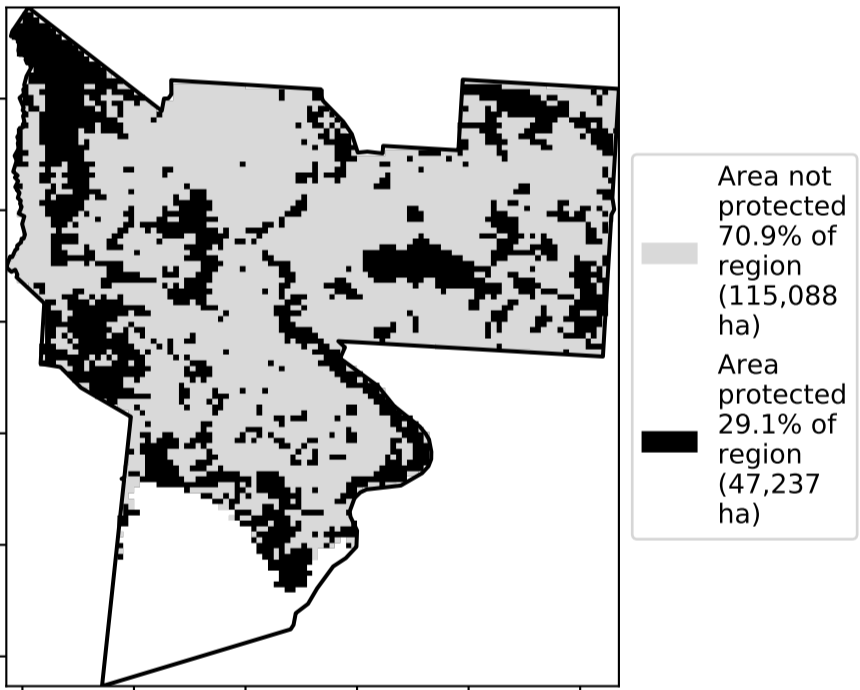 Area not
protected
70.9% of
region
(115,088
ha)
Area
protected
29.1% of
region
(47,237
ha)